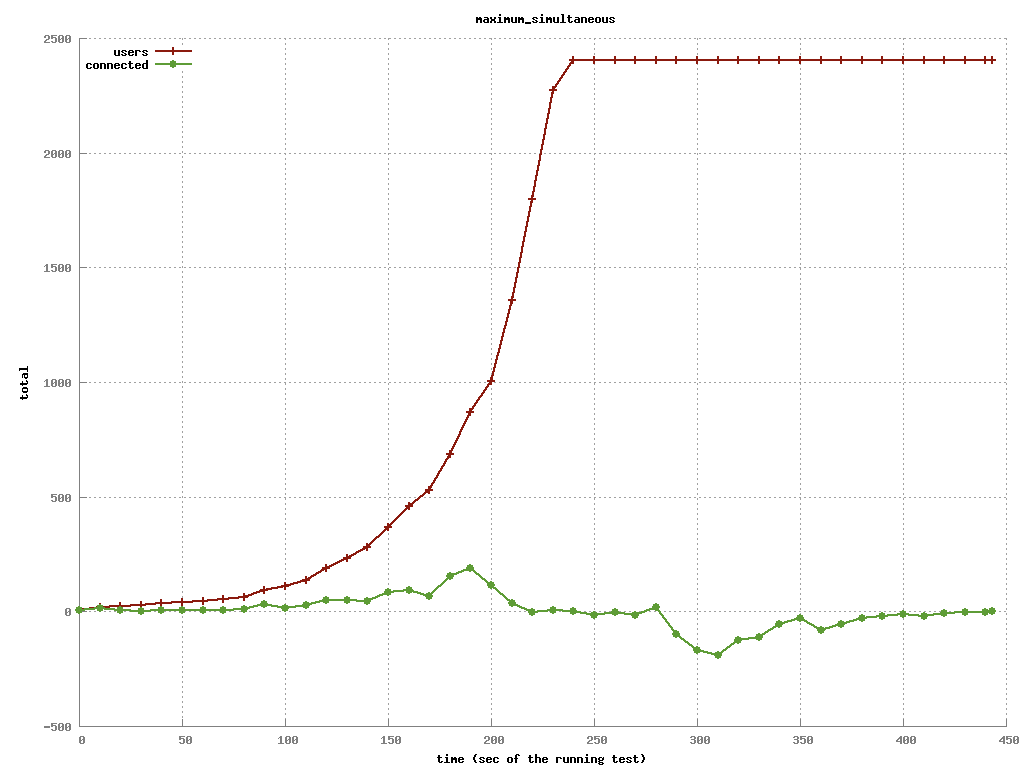 maximum_simultaneous
users
connected
2500
2000
1500
1000
500
0
-500
total
0 50 100 150 200 250 300 350 400 450
time (sec of the running test)